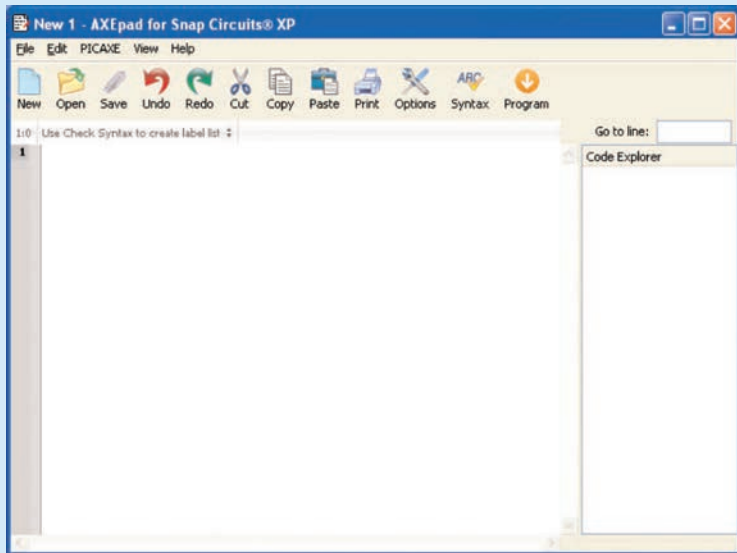 New 1 - AXEpad for Snap Circuits® XP
File Edit PICAXE View Help
New Open Save Undo Redo Cut Copy Paste Print Options Syntax Program
ABC
1:0 Use Check Syntax to create label list
Go to line:
1
Code Explorer